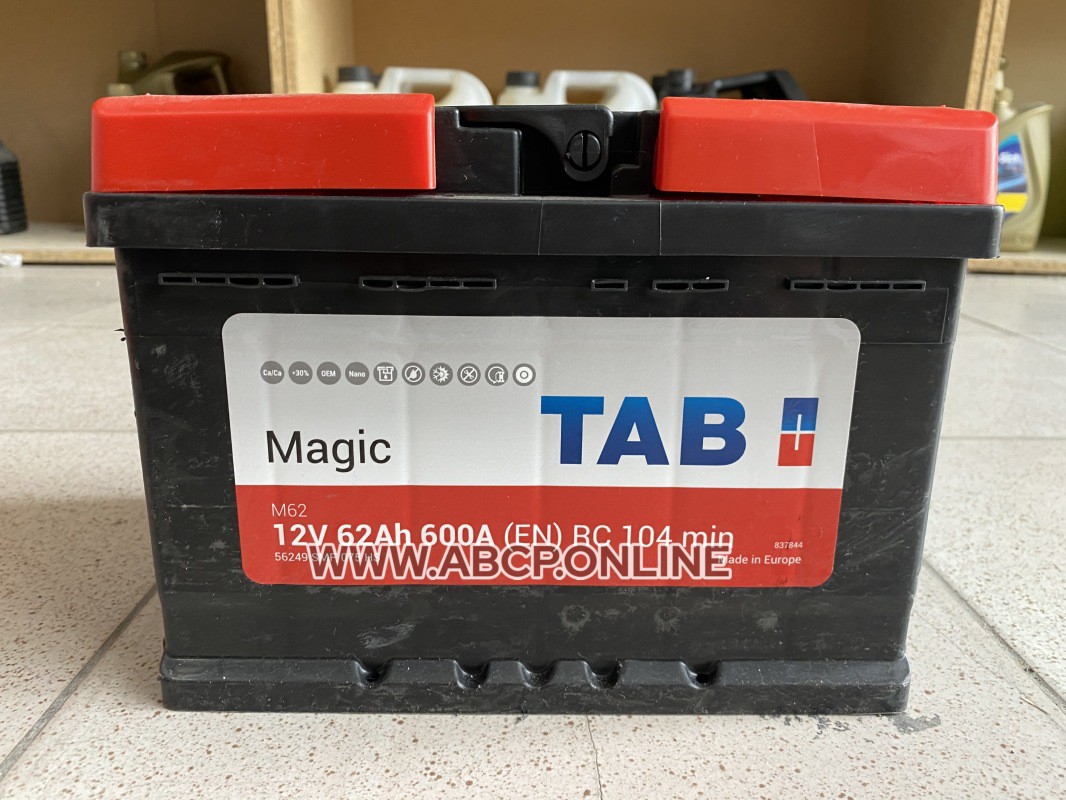 Ca/Ca +30% OEM Nano
Magic
TAB
M62
12V 62Ah 600A (EN) RC 104 min
837844
56249 SMF
Made in Europe
WWW.ABCP.ONLINE